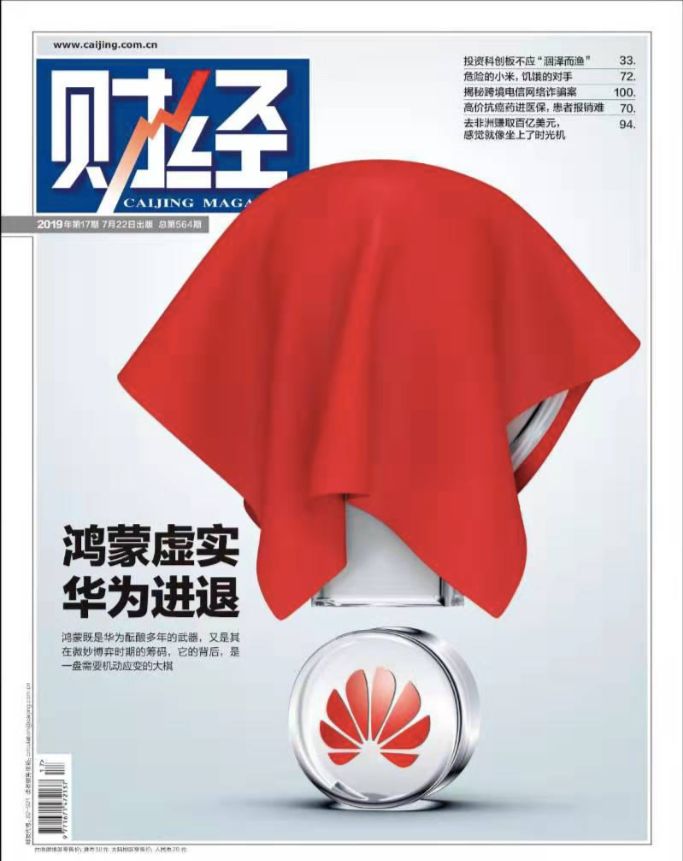 www.caijing.com.cn
投资科创板不应“涸泽而渔” 33.
危险的小米，饥饿的对手 72.
揭秘跨境电信网络诈骗案 100.
高价抗癌药进医保，患者报销难 70.
去非洲赚取百亿美元， 94.
感觉就像坐上了时光机
财经
CAIJING MAGA
2019年第17期 7月22日出版 总第564期
鸿蒙虚实
华为进退
鸿蒙既是华为酝酿多年的武器，又是其
在微妙博弈时期的筹码，它的背后，是
一盘需要机动应变的大棋